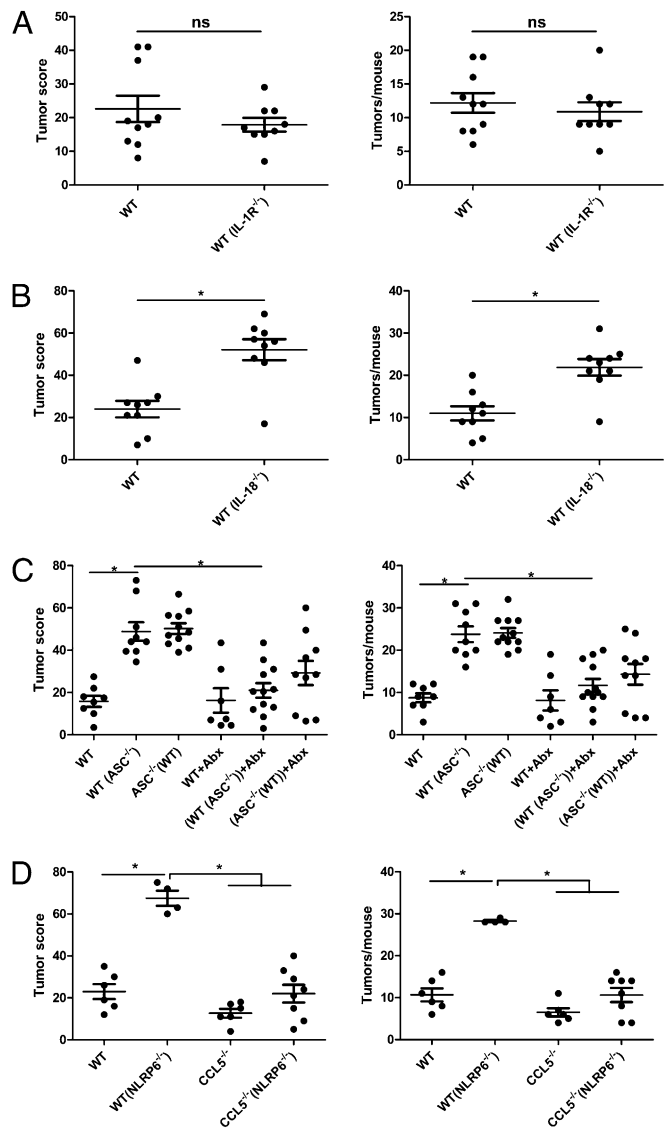 A
ns
ns
Tumor score
50
40
30
20
10
0
WT
WT (IL-1R⁻/⁻)
Tumors/mouse
25
20
15
10
5
0
WT
WT (IL-1R⁻/⁻)
B
*
*
Tumor score
80
60
40
20
0
WT
WT (IL-18⁻/⁻)
Tumors/mouse
40
30
20
10
0
WT
WT (IL-18⁻/⁻)
C
*
*
*
*
Tumor score
80
60
40
20
0
WT
WT (ASC⁻/⁻)
ASC⁻/⁻(WT)
WT+Abx
(WT (ASC⁻/⁻))+Abx
(ASC⁻/⁻(WT))+Abx
Tumors/mouse
40
30
20
10
0
WT
WT (ASC⁻/⁻)
ASC⁻/⁻(WT)
WT+Abx
(WT (ASC⁻/⁻))+Abx
(ASC⁻/⁻(WT))+Abx
D
*
*
*
*
Tumor score
80
60
40
20
0
WT
WT(NLRP6⁻/⁻)
CCL5⁻/⁻
CCL5⁻/⁻(NLRP6⁻/⁻)
Tumors/mouse
40
30
20
10
0
WT
WT(NLRP6⁻/⁻)
CCL5⁻/⁻
CCL5⁻/⁻(NLRP6⁻/⁻)